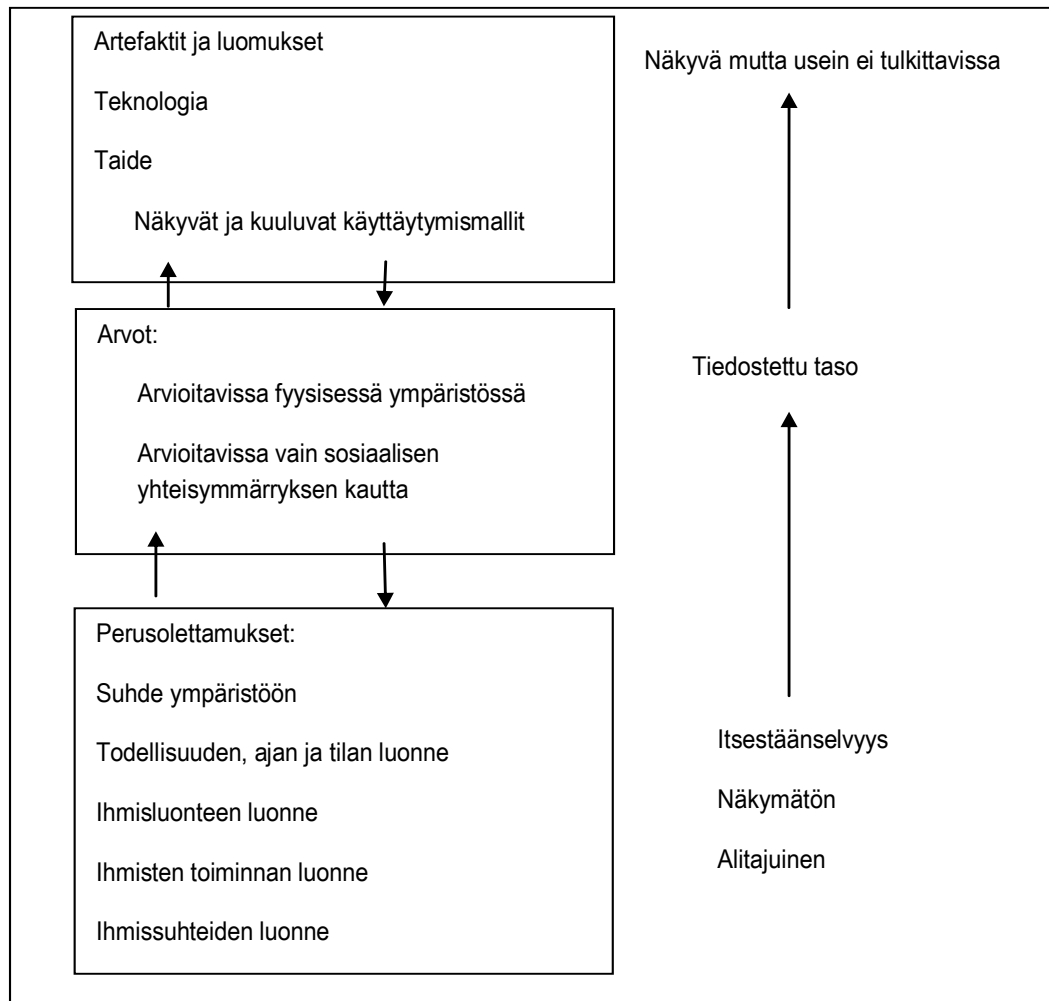 Artefaktit ja luomukset
Teknologia
Taide
Näkyvät ja kuuluvat käyttäytymismallit
Näkyvä mutta usein ei tulkittavissa
Arvot:
Arvioitavissa fyysisessä ympäristössä
Arvioitavissa vain sosiaalisen
yhteisymmärryksen kautta
Tiedostettu taso
Perusolettamukset:
Suhde ympäristöön
Todellisuuden, ajan ja tilan luonne
Ihmisluonteen luonne
Ihmisten toiminnan luonne
Ihmissuhteiden luonne
Itsestäänselvyys
Näkymätön
Alitajuinen